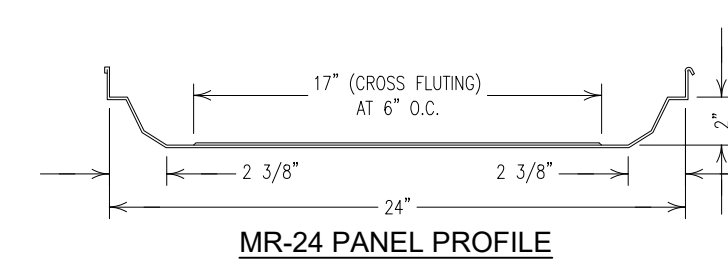 17” (CROSS FLUTING)
AT 6” O.C.
2”
2 3/8”
2 3/8”
24”
MR-24 PANEL PROFILE